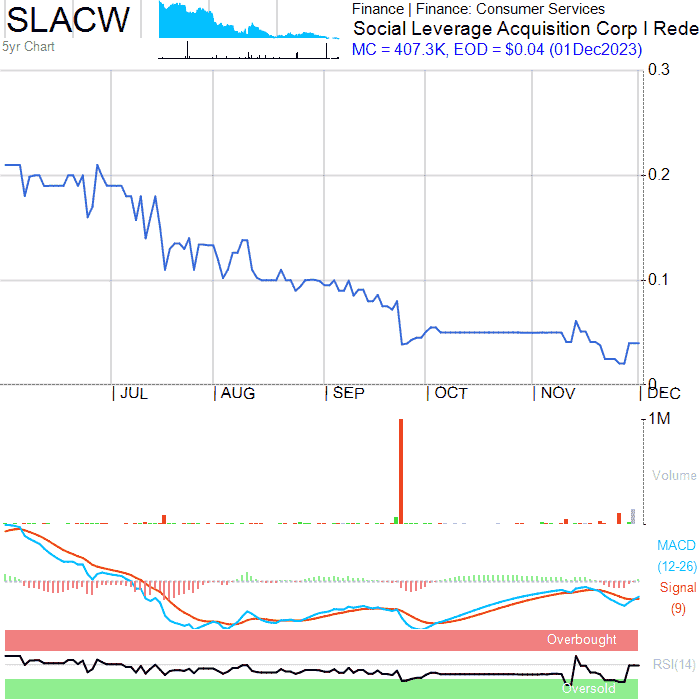 SLACW
5yr Chart
Finance | Finance: Consumer Services
Social Leverage Acquisition Corp I Rede
MC = 407.3K, EOD = $0.04 (01Dec2023)
0.3
0.2
0.1
0
| JUL | AUG | SEP | OCT | NOV | DEC
1M
Volume
MACD
(12-26)
Signal
(9)
Overbought
RSI(14)
Oversold